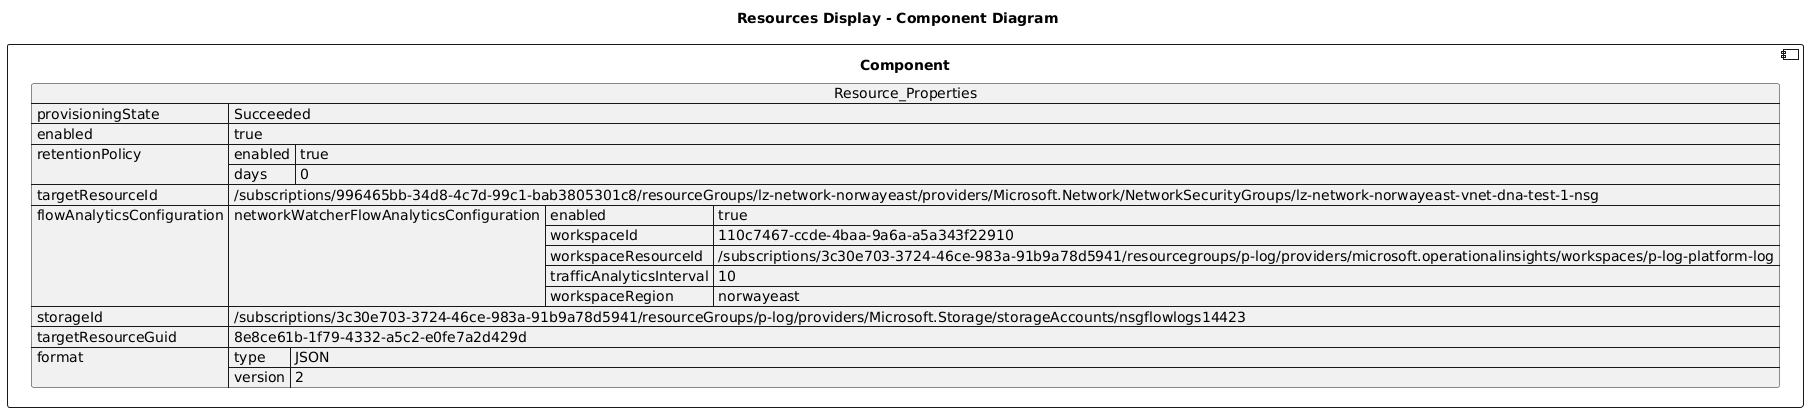 Resources Display - Component Diagram
Component
Resource_Properties
provisioningState Succeeded
enabled true
retentionPolicy enabled true
days 0
targetResourceId /subscriptions/996465bb-34d8-4c7d-99c1-bab3805301c8/resourceGroups/lz-network-norwayeast/providers/Microsoft.Network/NetworkSecurityGroups/lz-network-norwayeast-vnet-dna-test-1-nsg
flowAnalyticsConfiguration networkWatcherFlowAnalyticsConfiguration enabled true
workspaceId 110c7467-ccde-4baa-9a6a-a5a343f22910
workspaceResourceId /subscriptions/3c30e703-3724-46ce-983a-91b9a78d5941/resourcegroups/p-log/providers/microsoft.operationalinsights/workspaces/p-log-platform-log
trafficAnalyticsInterval 10
workspaceRegion norwayeast
storageId /subscriptions/3c30e703-3724-46ce-983a-91b9a78d5941/resourceGroups/p-log/providers/Microsoft.Storage/storageAccounts/nsgflowlogs14423
targetResourceGuid 8e8ce61b-1f79-4332-a5c2-e0fe7a2d429d
format type JSON
version 2